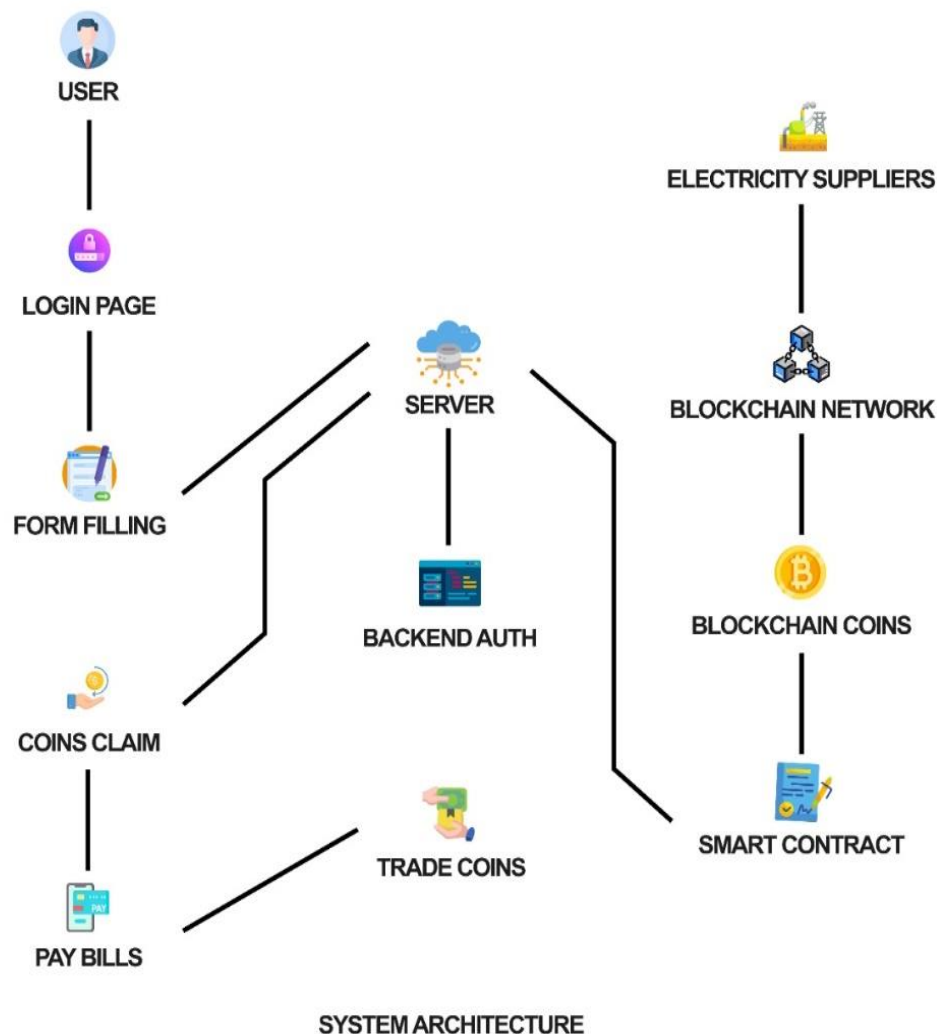 USER
ELECTRICITY SUPPLIERS
LOGIN PAGE
SERVER
BLOCKCHAIN NETWORK
FORM FILLING
BACKEND AUTH
BLOCKCHAIN COINS
COINS CLAIM
TRADE COINS
SMART CONTRACT
PAY
PAY BILLS
SYSTEM ARCHITECTURE